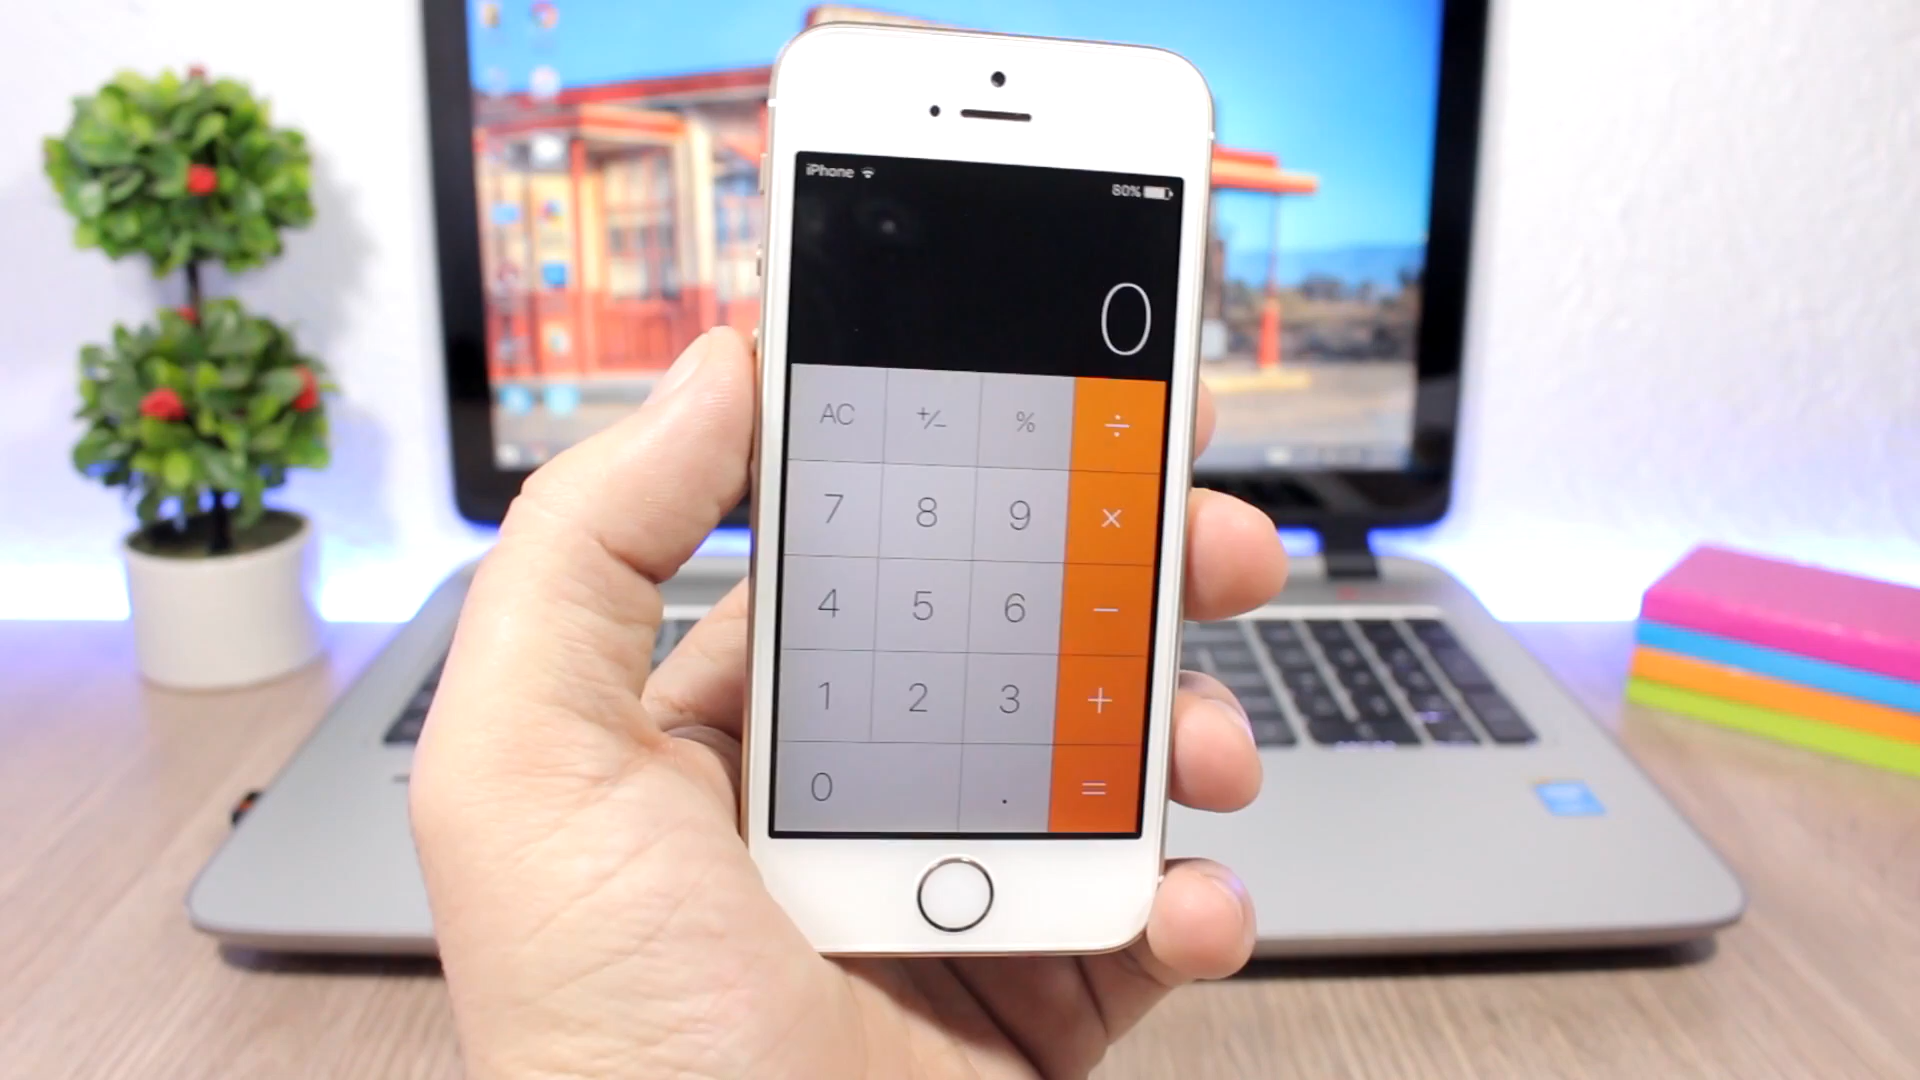 iPhone 80%
0
AC +/- % ÷
7 8 9 ×
4 5 6 −
1 2 3 +
0 . =